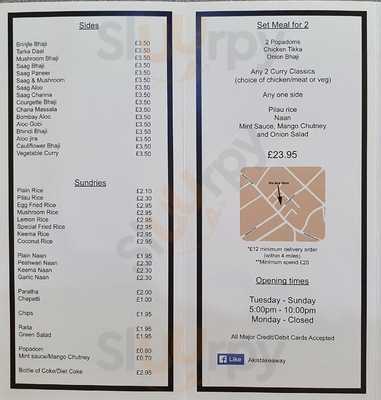 Sides
Brinjle Bhaji £3.50
Tarka Daal £3.50
Mushroom Bhaji £3.50
Saag Bhaji £3.50
Saag Paneer £3.50
Saag & Mushroom £3.50
Saag Aloo £3.50
Saag Channa £3.50
Courgette Bhaji £3.50
Chana Massala £3.50
Bombay Aloo £3.50
Aloo Gobi £3.50
Bhindi Bhaji £3.50
Aloo jira £3.50
Cauliflower Bhaji £3.50
Vegetable Curry £3.50
Sundries
Plain Rice £2.10
Pilau Rice £2.30
Egg Fried Rice £2.95
Mushroom Rice £2.95
Lemon Rice £2.95
Special Fried Rice £2.95
Keema Rice £2.95
Coconut Rice £2.95
Plain Naan £1.95
Peshwari Naan £2.30
Keema Naan £2.30
Garlic Naan £2.30
Paratha £2.00
Chapatti £1.00
Chips £1.95
Raita £1.95
Green Salad £1.95
Popadom £0.80
Mint sauce/Mango Chutney £0.70
Bottle of Coke/Diet Coke £2.95
Set Meal for 2
2 Popadoms
Chicken Tikka
Onion Bhaji
Any 2 Curry Classics
(choice of chicken/meat or veg)
Any one side
Pilau rice
Naan
Mint Sauce, Mango Chutney
and Onion Salad
£23.95
We Are Here
*£12 minimum delivery order
(within 4 miles)
**Minimum spend £20
Opening times
Tuesday - Sunday
5:00pm - 10:00pm
Monday - Closed
All Major Credit/Debit Cards Accepted
f Like Akistakeaway
Sluurpy